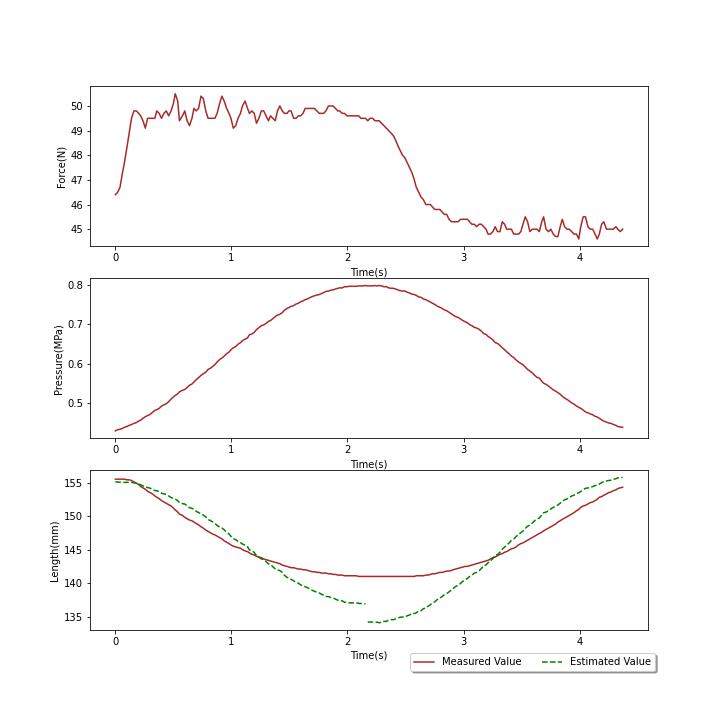 Force(N)
50
49
48
47
46
45
0 1 2 3 4
Time(s)
Pressure(MPa)
0.8
0.7
0.6
0.5
0 1 2 3 4
Time(s)
Length(mm)
155
150
145
140
135
0 1 2 3 4
Time(s)
Measured Value Estimated Value